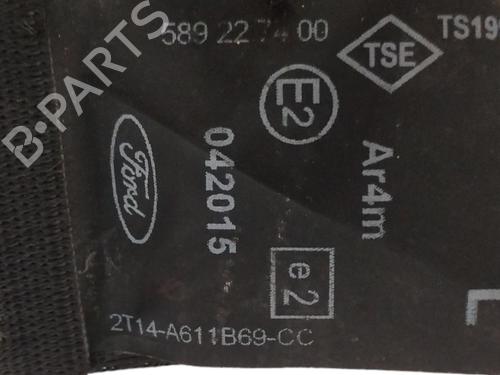 589 22 74 00
TSE
TS19
E2
Ford
042015
Ar4m
e2
2T14-A611B69-CC
L
B-PARTS